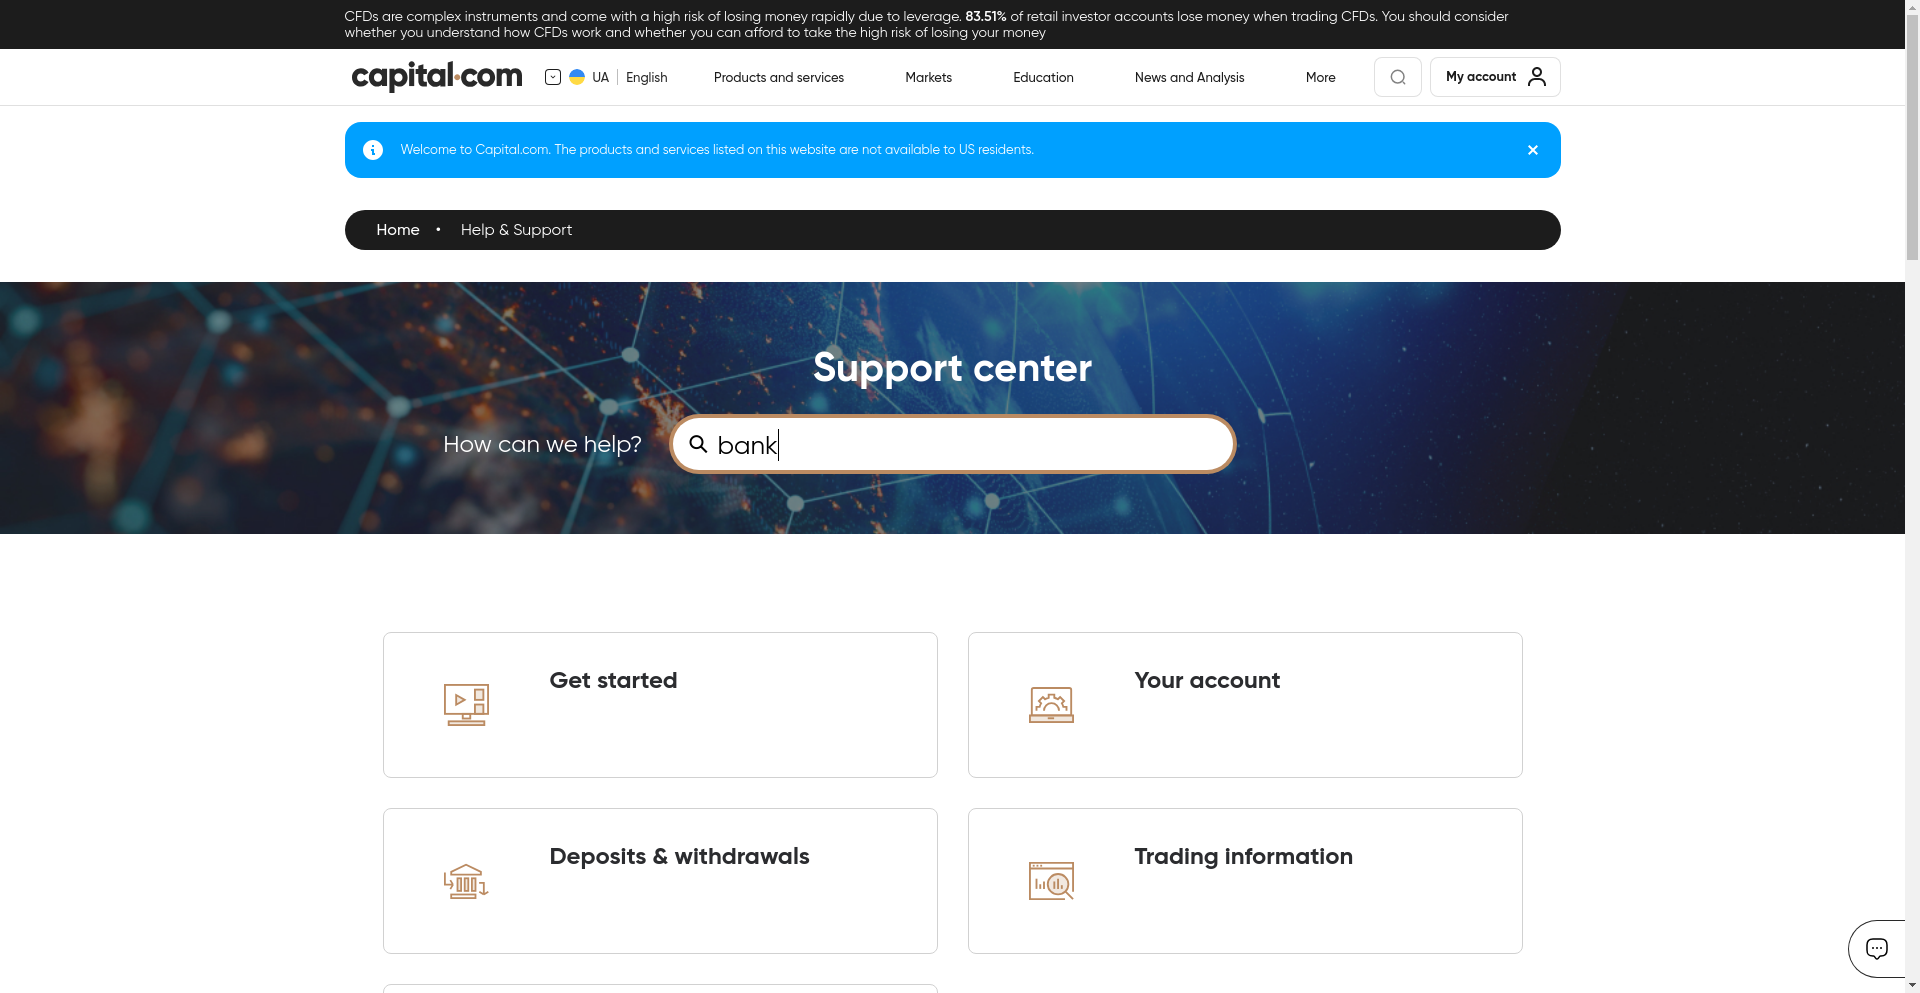 CFDs are complex instruments and come with a high risk of losing money rapidly due to leverage. 83.51% of retail investor accounts lose money when trading CFDs. You should consider
whether you understand how CFDs work and whether you can afford to take the high risk of losing your money
capital.com
UA
English
Products and services
Markets
Education
News and Analysis
More
My account
Welcome to Capital.com. The products and services listed on this website are not available to US residents.
Home • Help & Support
Support center
How can we help?
bank
Get started
Your account
Deposits & withdrawals
Trading information